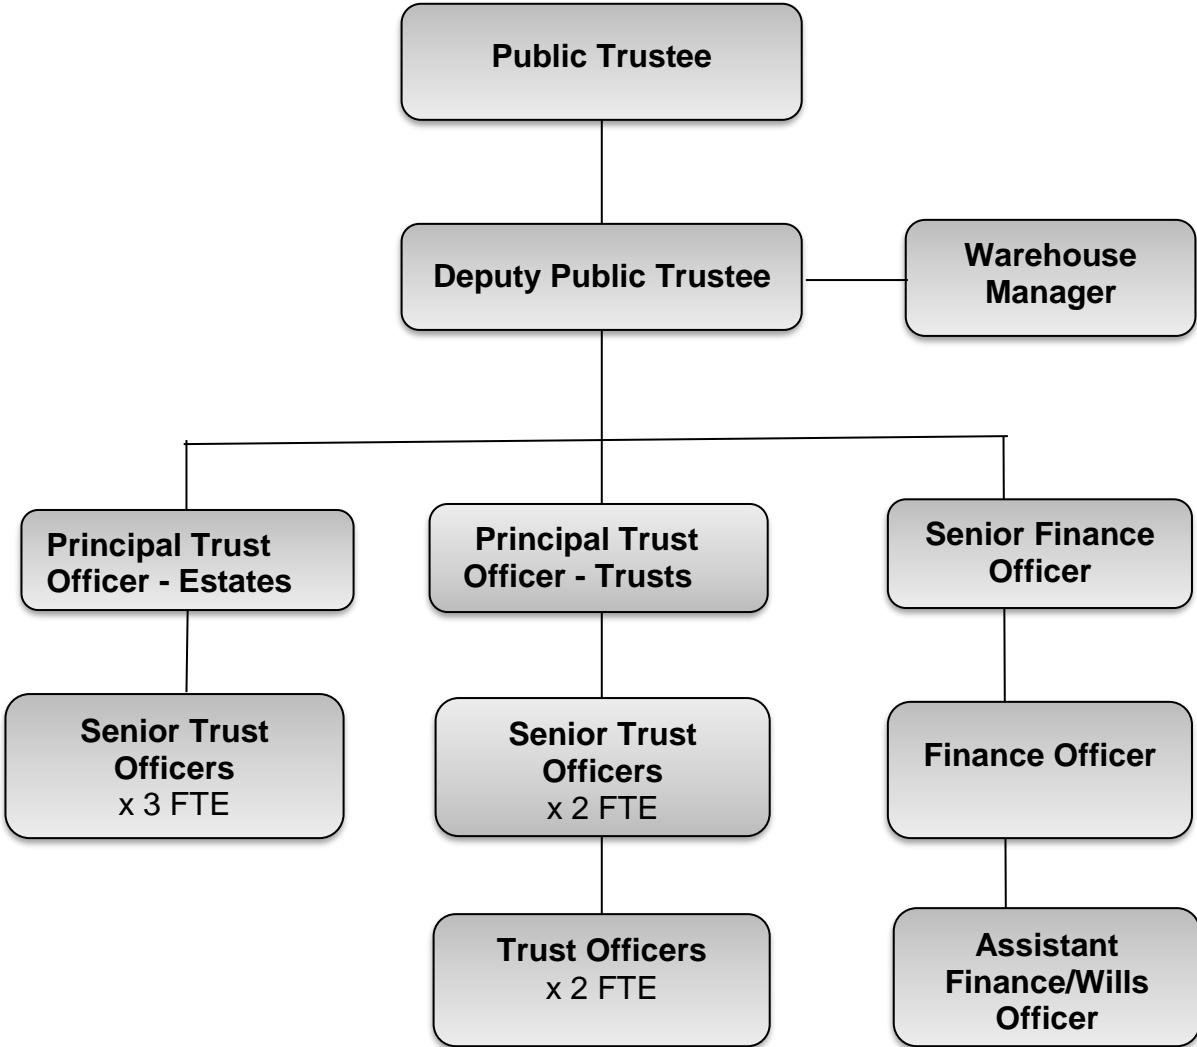 Public Trustee
Deputy Public Trustee
Warehouse
Manager
Principal Trust
Officer - Estates
Principal Trust
Officer - Trusts
Senior Finance
Officer
Senior Trust
Officers
x 3 FTE
Senior Trust
Officers
x 2 FTE
Finance Officer
Trust Officers
x 2 FTE
Assistant
Finance/Wills
Officer